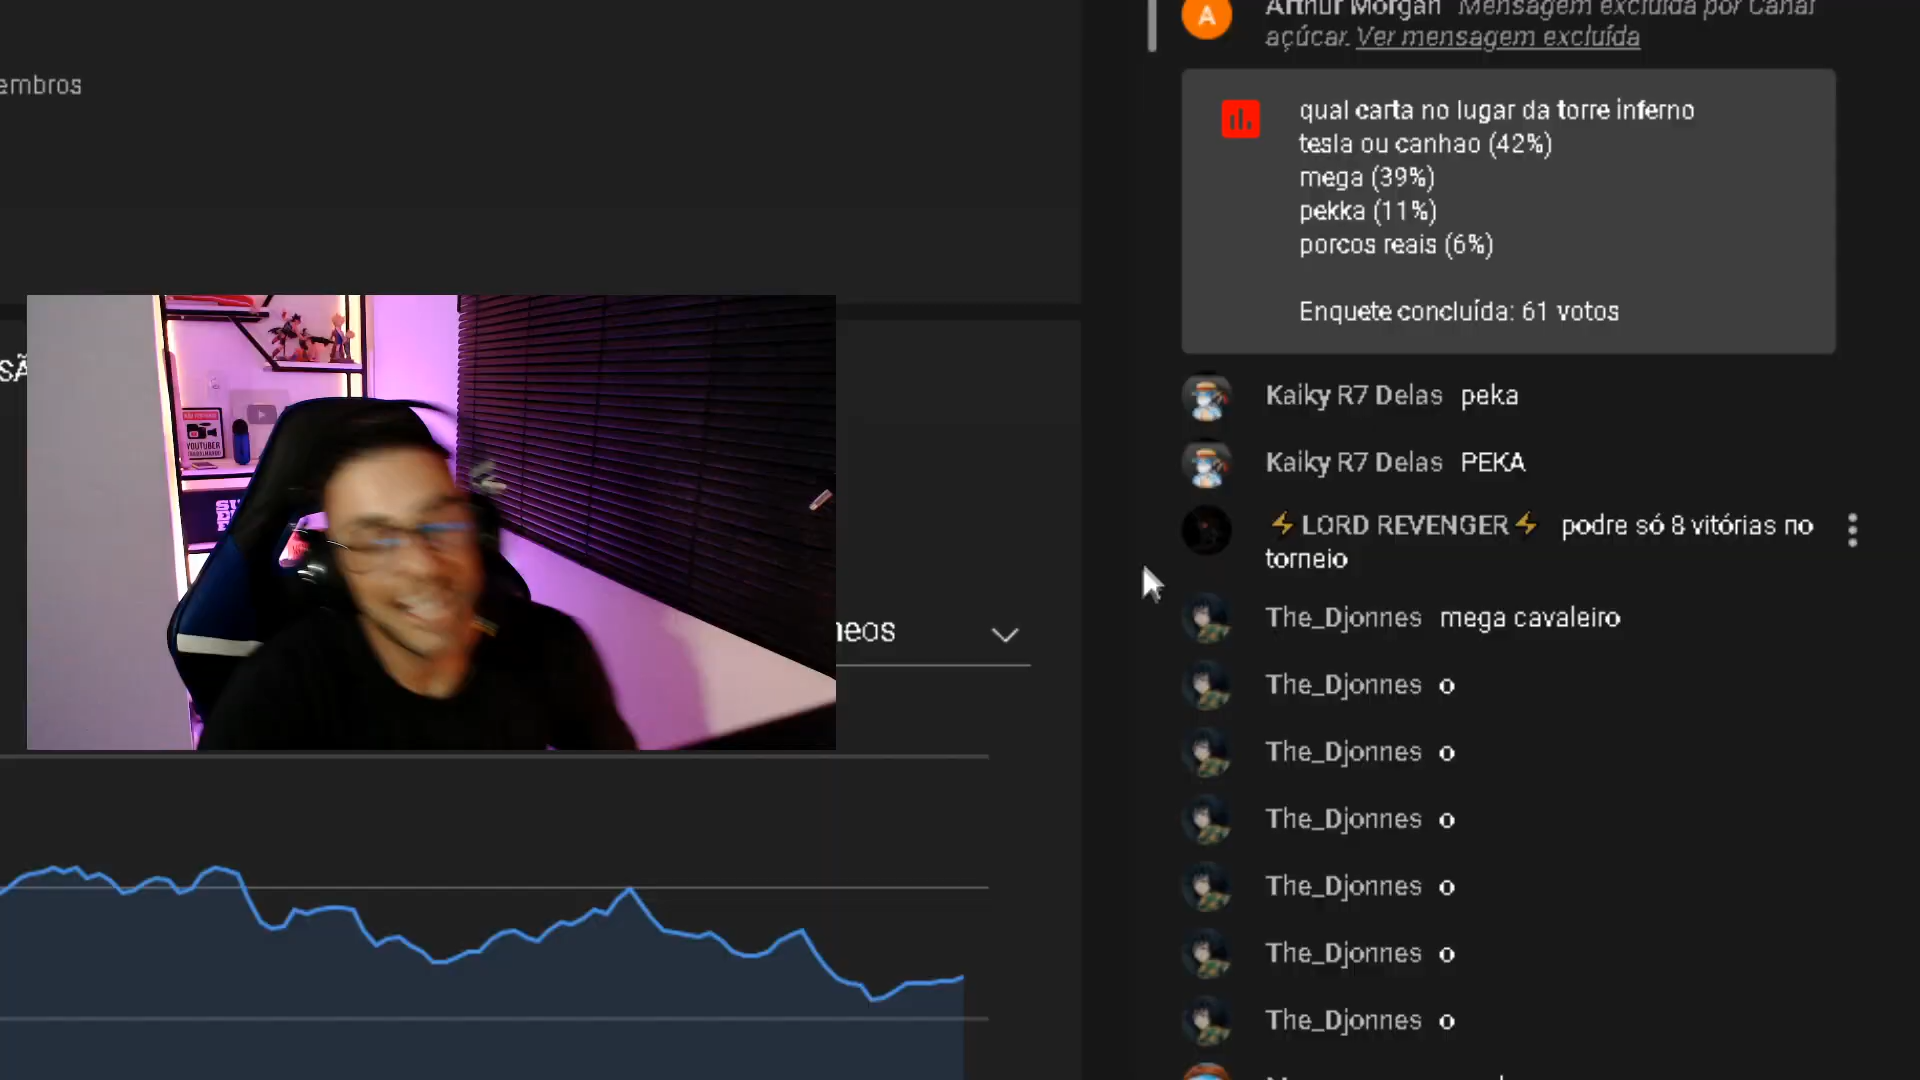 Arthur Morgan Mensagem excluída por Canal
açúcar. Ver mensagem excluída
embros
qual carta no lugar da torre inferno
tesla ou canhao (42%)
mega (39%)
pekka (11%)
porcos reais (6%)
Enquete concluída: 61 votos
SÃ
YOUTUBER
Kaiky R7 Delas peka
Kaiky R7 Delas PEKA
⚡LORD REVENGER⚡ podre só 8 vitórias no
torneio
neas
The_Djonnes mega cavaleiro
The_Djonnes o
The_Djonnes o
The_Djonnes o
The_Djonnes o
The_Djonnes o
The_Djonnes o